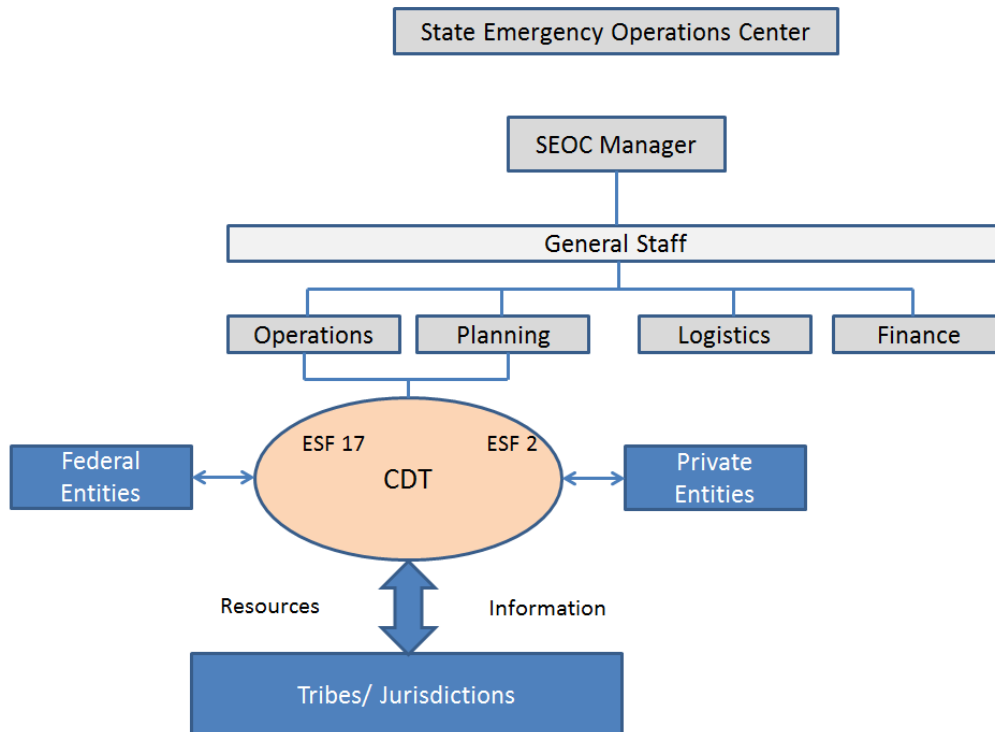 State Emergency Operations Center
SEOC Manager
General Staff
Operations
Planning
Logistics
Finance
ESF 17
ESF 2
CDT
Federal
Entities
Private
Entities
Resources
Information
Tribes/ Jurisdictions